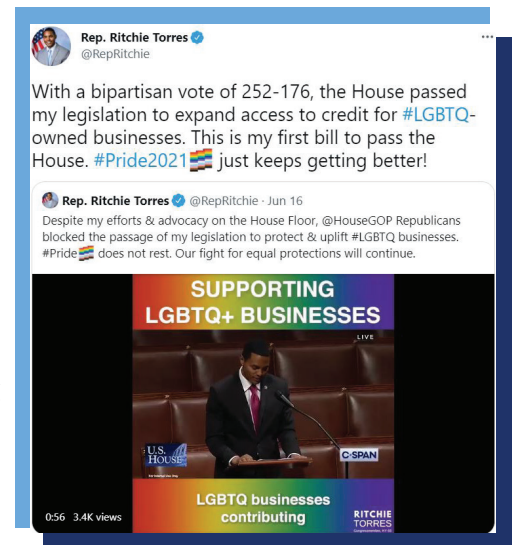 Rep. Ritchie Torres
@RepRitchie
With a bipartisan vote of 252-176, the House passed
my legislation to expand access to credit for #LGBTQ-
owned businesses. This is my first bill to pass the
House. #Pride2021 just keeps getting better!
Rep. Ritchie Torres @RepRitchie · Jun 16
Despite my efforts & advocacy on the House Floor, @HouseGOP Republicans
blocked the passage of my legislation to protect & uplift #LGBTQ businesses.
#Pride does not rest. Our fight for equal protections will continue.
SUPPORTING
LGBTQ+ BUSINESSES
LIVE
U.S.
HOUSE
C-SPAN
LGBTQ businesses
contributing
RITCHIE
TORRES
0:56 3.4K views